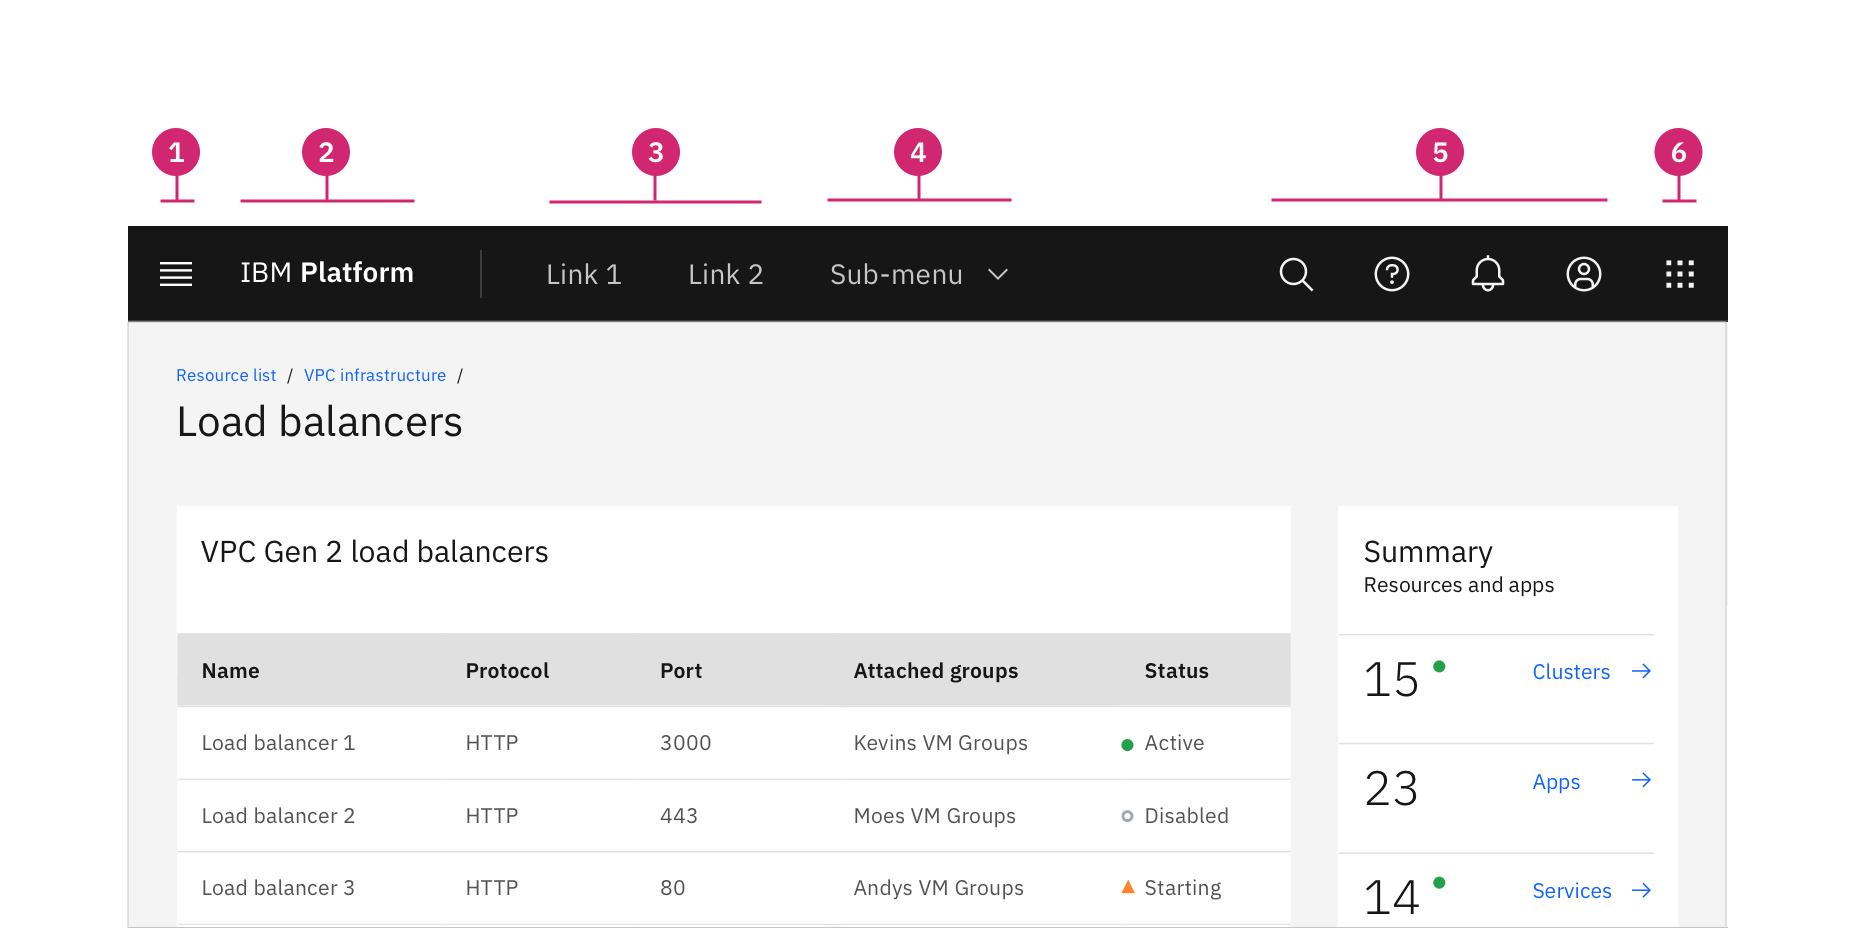 1 2 3 4 5 6
IBM Platform Link 1 Link 2 Sub-menu
Resource list / VPC infrastructure /
Load balancers
VPC Gen 2 load balancers
Name Protocol Port Attached groups Status
Load balancer 1 HTTP 3000 Kevins VM Groups Active
Load balancer 2 HTTP 443 Moes VM Groups Disabled
Load balancer 3 HTTP 80 Andys VM Groups Starting
Summary
Resources and apps
15 Clusters
23 Apps
14 Services